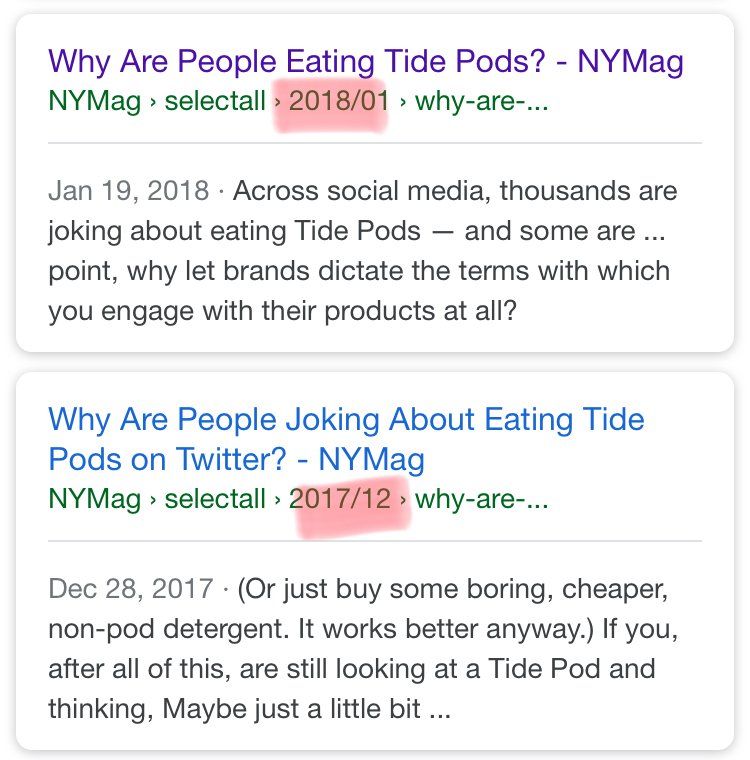 Why Are People Eating Tide Pods? - NYMag
NYMag › selectall › 2018/01 › why-are-...
Jan 19, 2018 · Across social media, thousands are
joking about eating Tide Pods — and some are ...
point, why let brands dictate the terms with which
you engage with their products at all?
Why Are People Joking About Eating Tide
Pods on Twitter? - NYMag
NYMag › selectall › 2017/12 › why-are-...
Dec 28, 2017 · (Or just buy some boring, cheaper,
non-pod detergent. It works better anyway.) If you,
after all of this, are still looking at a Tide Pod and
thinking, Maybe just a little bit ...